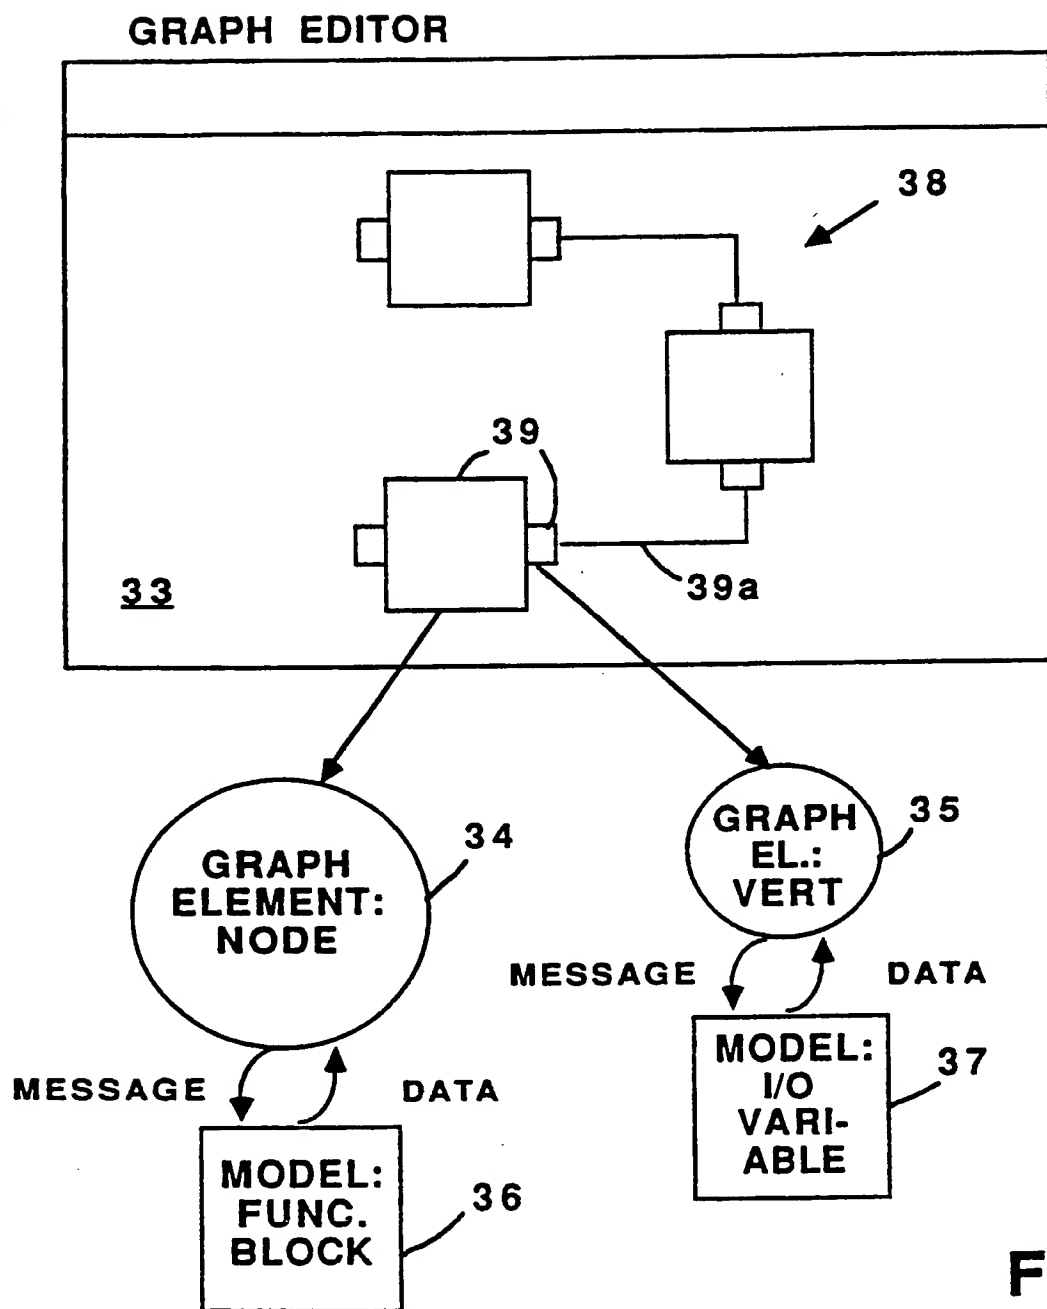 GRAPH EDITOR
38
39
39a
33
34
GRAPH
ELEMENT:
NODE
35
GRAPH
EL.:
VERT
MESSAGE
DATA
MESSAGE
DATA
MODEL:
I/O
VARI-
ABLE
37
MODEL:
FUNC.
BLOCK
36
F